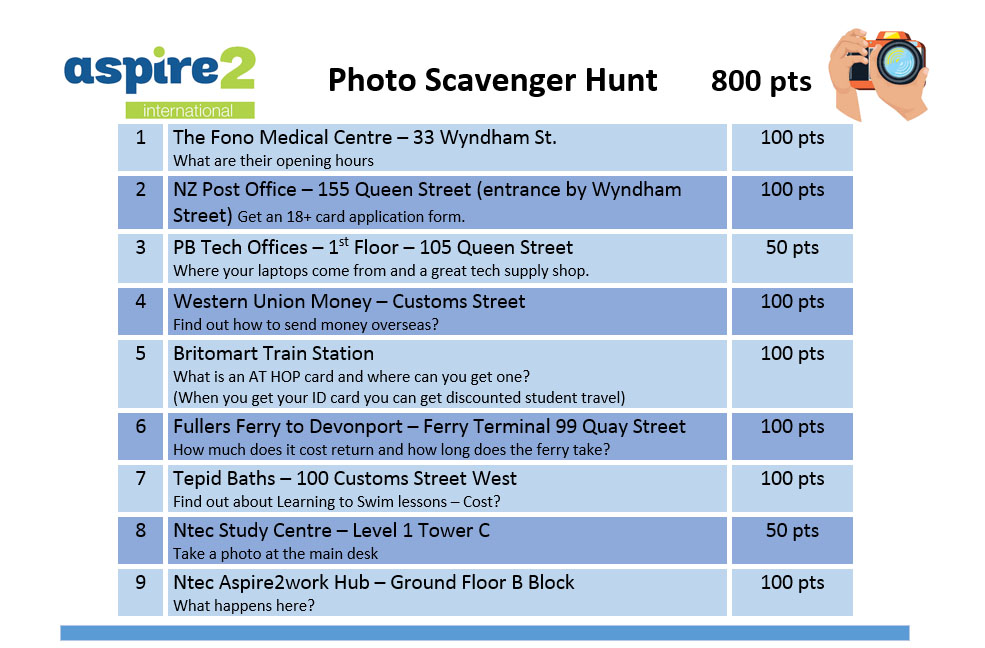 aspire2
international
Photo Scavenger Hunt 800 pts
1 The Fono Medical Centre – 33 Wyndham St. 100 pts
What are their opening hours
2 NZ Post Office – 155 Queen Street (entrance by Wyndham 100 pts
Street) Get an 18+ card application form.
3 PB Tech Offices – 1st Floor – 105 Queen Street 50 pts
Where your laptops come from and a great tech supply shop.
4 Western Union Money – Customs Street 100 pts
Find out how to send money overseas?
5 Britomart Train Station 100 pts
What is an AT HOP card and where can you get one?
(When you get your ID card you can get discounted student travel)
6 Fullers Ferry to Devonport – Ferry Terminal 99 Quay Street 100 pts
How much does it cost return and how long does the ferry take?
7 Tepid Baths – 100 Customs Street West 100 pts
Find out about Learning to Swim lessons – Cost?
8 Ntec Study Centre – Level 1 Tower C 50 pts
Take a photo at the main desk
9 Ntec Aspire2work Hub – Ground Floor B Block 100 pts
What happens here?